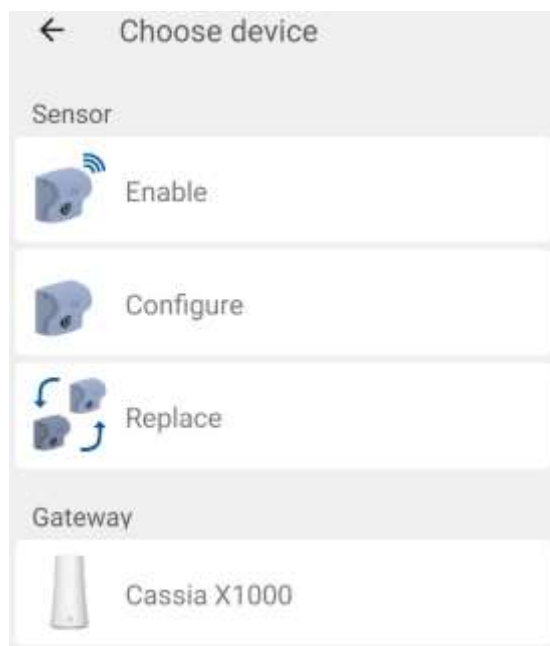 Choose device
Sensor
Enable
Configure
Replace
Gateway
Cassia X1000